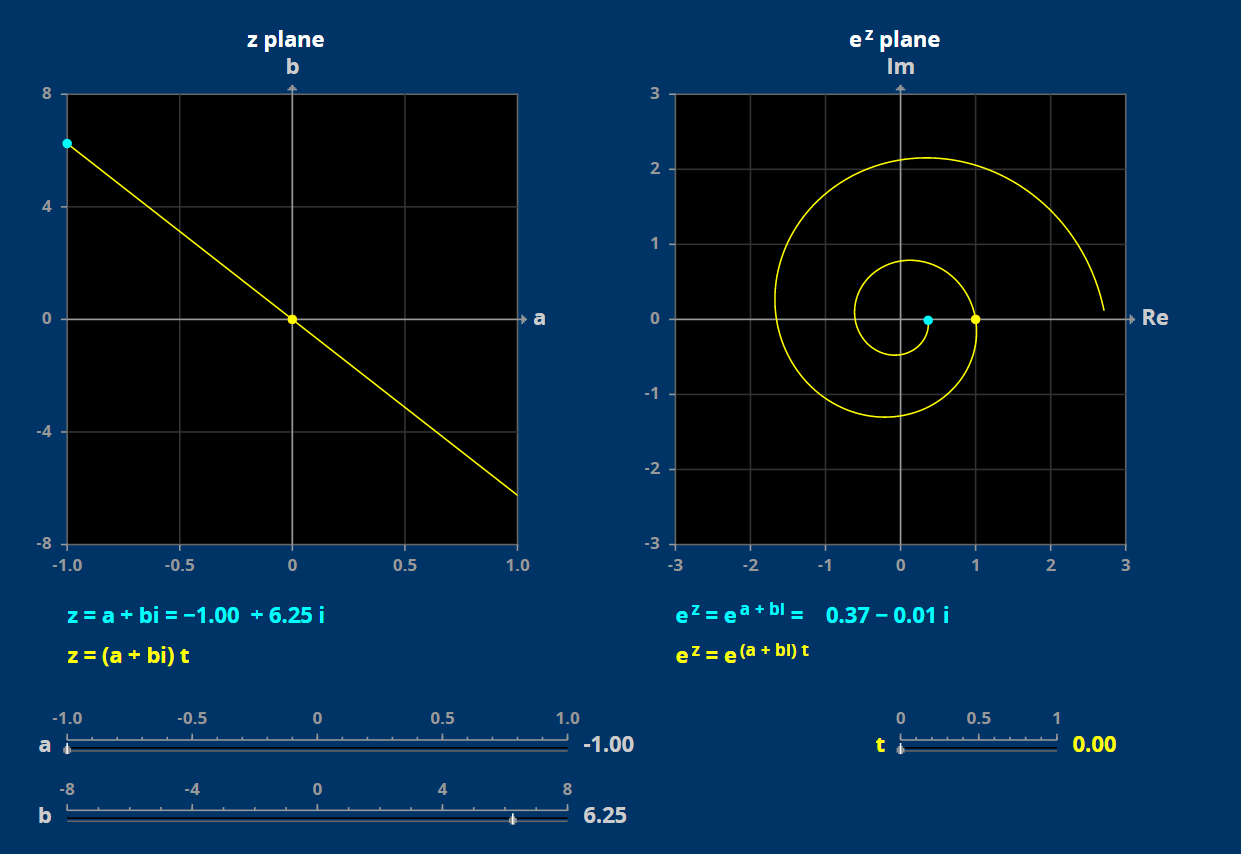 z plane
b
8
4
0
-4
-8
-1.0 -0.5 0 0.5 1.0
a
e^z plane
Im
3
2
1
0
-1
-2
-3
-3 -2 -1 0 1 2 3
Re
z = a + bi = −1.00 + 6.25 i
z = (a + bi) t
e^z = e^(a + bi) = 0.37 − 0.01 i
e^z = e^(a + bi) t
-1.0 -0.5 0 0.5 1.0
a -1.00
-8 -4 0 4 8
b 6.25
0 0.5 1
t 0.00